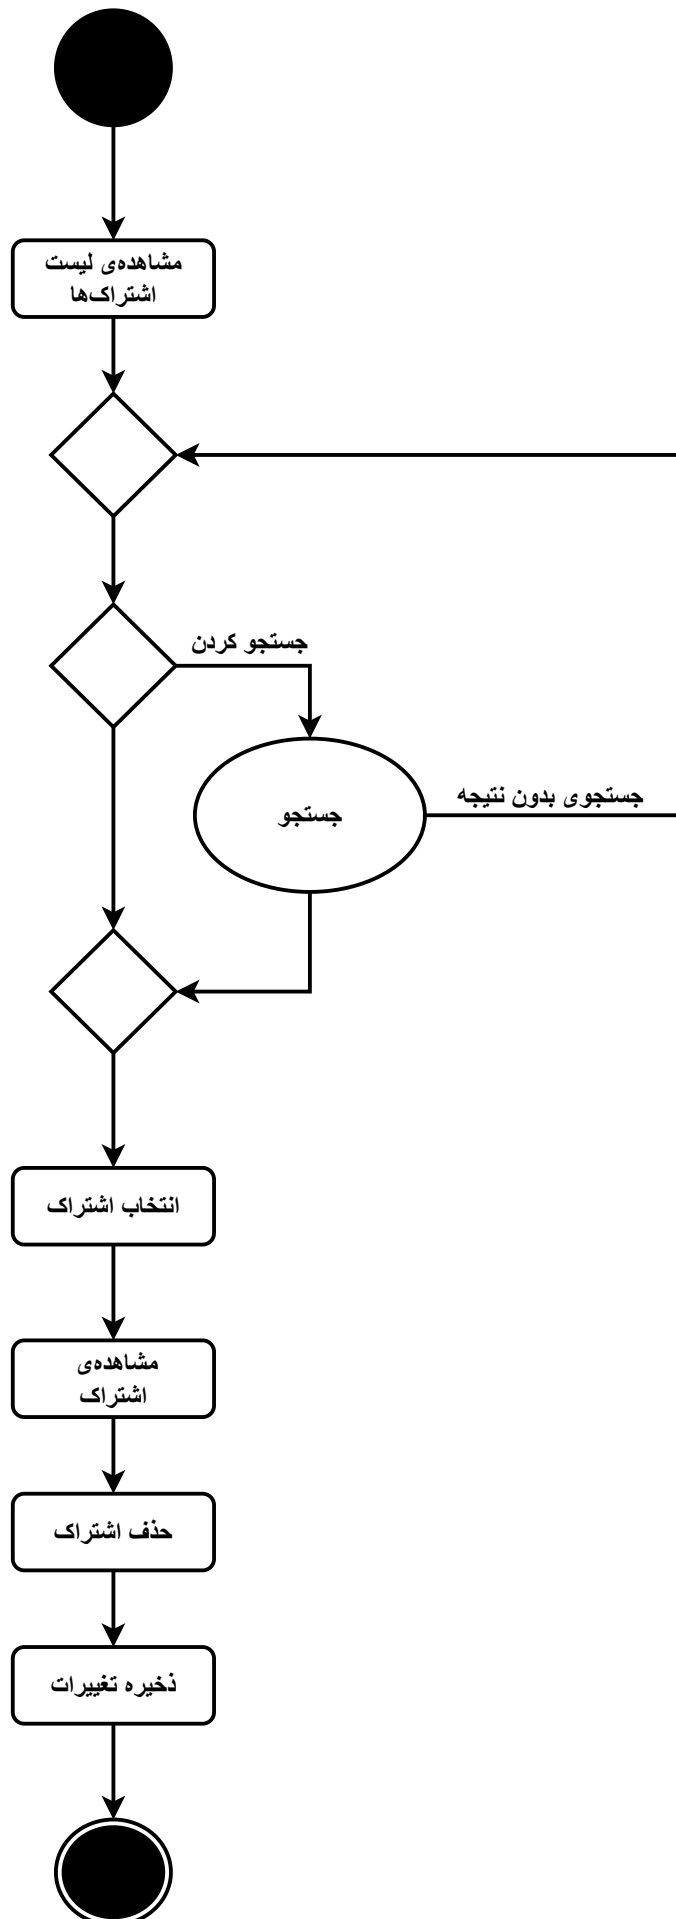 مشاهده‌ی لیست
اشتراک‌ها
جستجو کردن
جستجوی بدون نتیجه
جستجو
انتخاب اشتراک
مشاهده‌ی
اشتراک
حذف اشتراک
ذخیره تغییرات